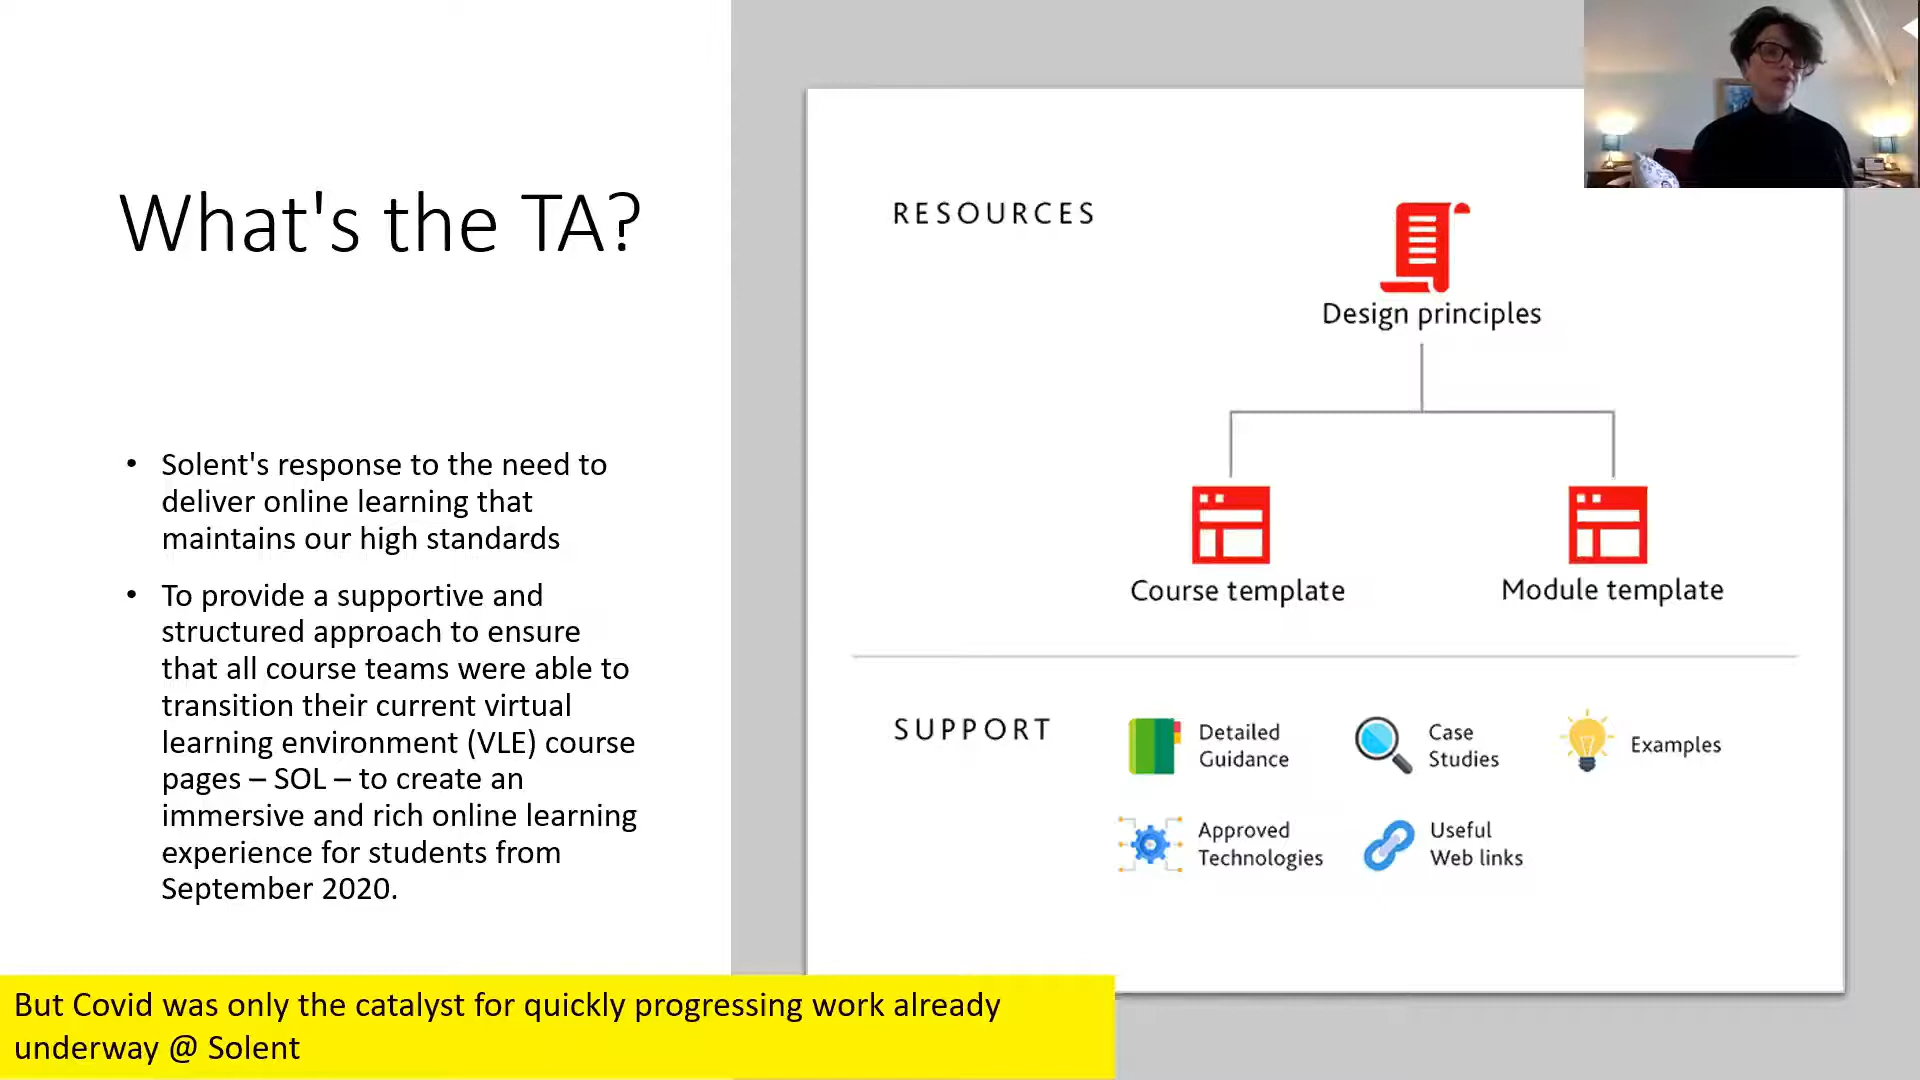 What's the TA?
• Solent's response to the need to
deliver online learning that
maintains our high standards
• To provide a supportive and
structured approach to ensure
that all course teams were able to
transition their current virtual
learning environment (VLE) course
pages – SOL – to create an
immersive and rich online learning
experience for students from
September 2020.
But Covid was only the catalyst for quickly progressing work already
underway @ Solent
RESOURCES
Design principles
Course template
Module template
SUPPORT
Detailed
Guidance
Case
Studies
Examples
Approved
Technologies
Useful
Web links